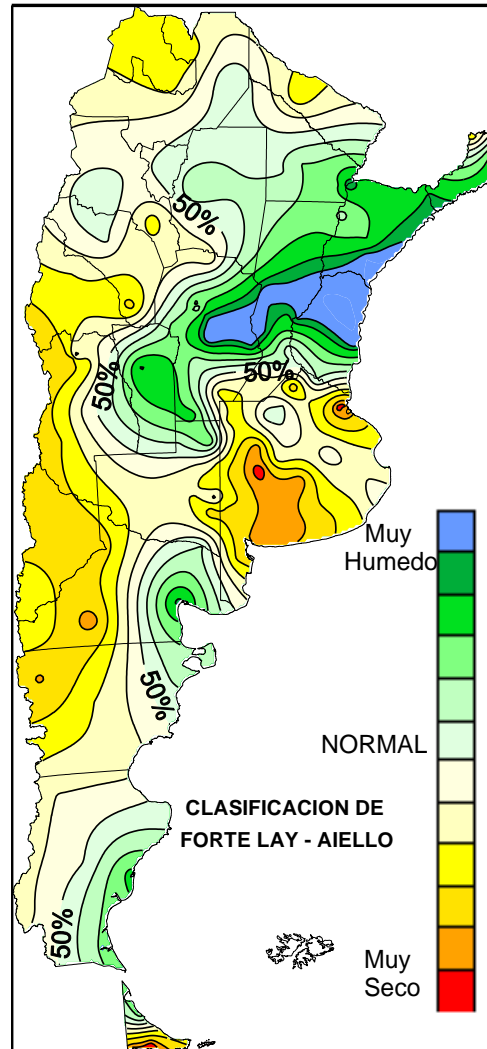 50%
50%
50%
50%
50%
Muy
Humedo
NORMAL
CLASIFICACION DE
FORTE LAY - AIELLO
Muy
Seco